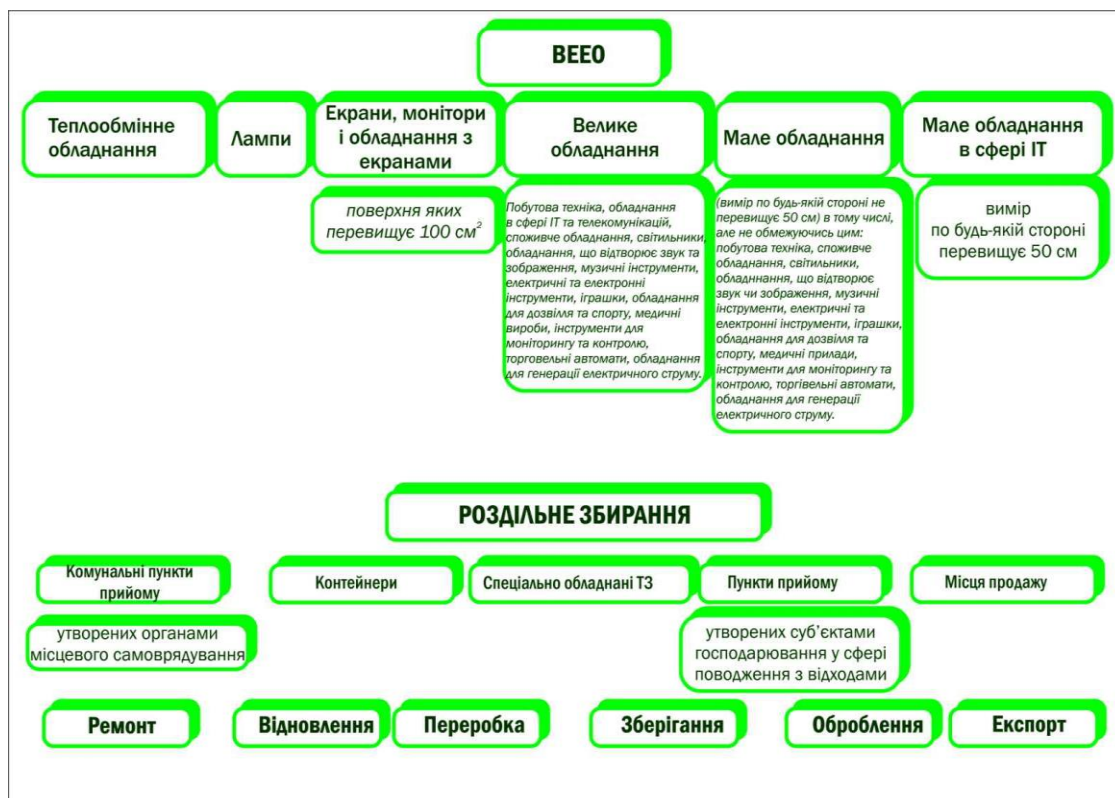 ВЕЕО
Теплообмінне
обладнання
Лампи
Екрани, монітори
і обладнання з
екранами
Велике
обладнання
Мале обладнання
Мале обладнання
в сфері ІТ
поверхня яких
перевищує 100 см²
Побутова техніка, обладнання
в сфері ІТ та телекомунікацій,
споживче обладнання, світильники,
обладнання, що відтворює звук та
зображення, музичні інструменти,
електричні та електронні
інструменти, іграшки, обладнання
для дозвілля та спорту, медичні
вироби, інструменти для
моніторингу та контролю,
торговельні автомати, обладнання
для генерації електричного струму.
(вимір по будь-якій стороні не
перевищує 50 см) в тому числі,
але не обмежуючись цим:
побутова техніка, споживче
обладнання, світильники,
обладнння, що відтворює
звук чи зображення, музичні
інструменти, електричні та
електронні інструменти, іграшки,
обладнання для дозвілля та
спорту, медичні прилади,
інструменти для моніторингу та
контролю, торгівельні автомати,
обладнання для генерації
електричного струму.
вимір
по будь-якій стороні
перевищує 50 см
РОЗДІЛЬНЕ ЗБИРАННЯ
Комунальні пункти
прийому
Контейнери
Спеціально обладнані ТЗ
Пункти прийому
Місця продажу
утворених органами
місцевого самоврядування
утворених суб’єктами
господарювання у сфері
поводження з відходами
Ремонт
Відновлення
Переробка
Зберігання
Оброблення
Експорт